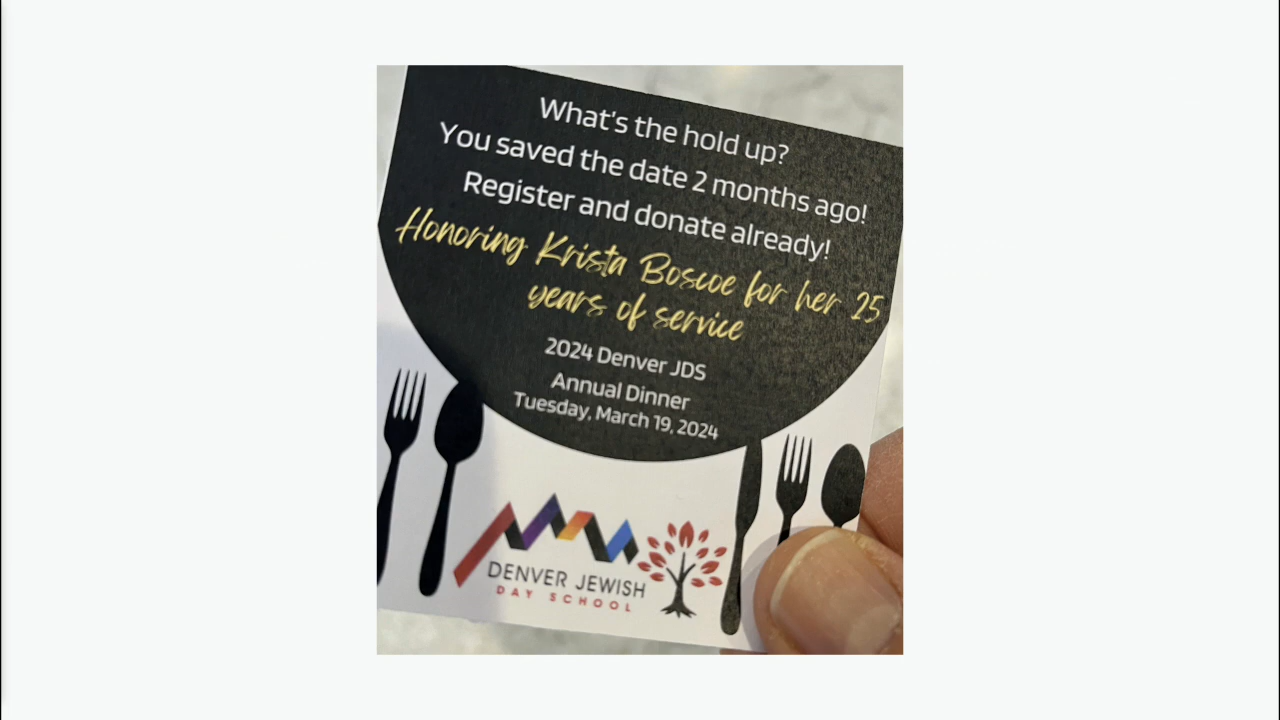 What's the hold up?
You saved the date 2 months ago!
Register and donate already!
Honoring Krista Boscoe for her 25
years of service
2024 Denver JDS
Annual Dinner
Tuesday, March 19, 2024
DENVER JEWISH
DAY SCHOOL